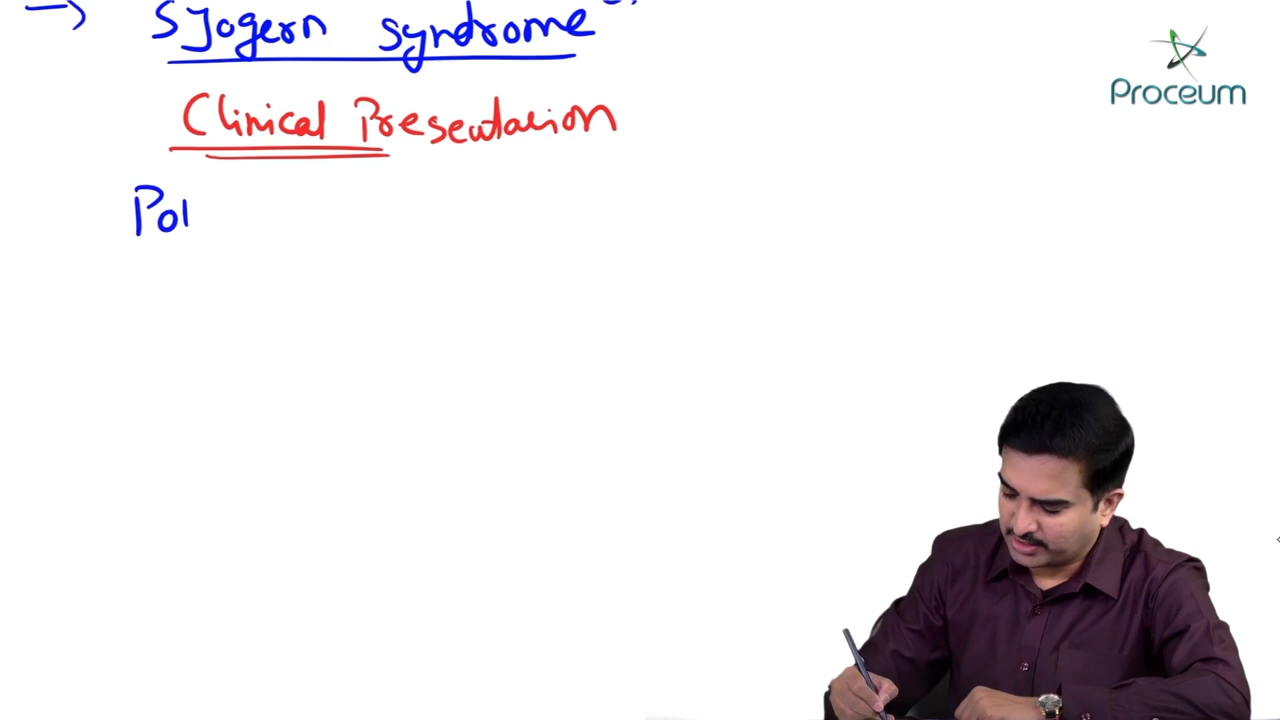 → SJogern syndrome
Proceum
Clinical Presentation
Pol